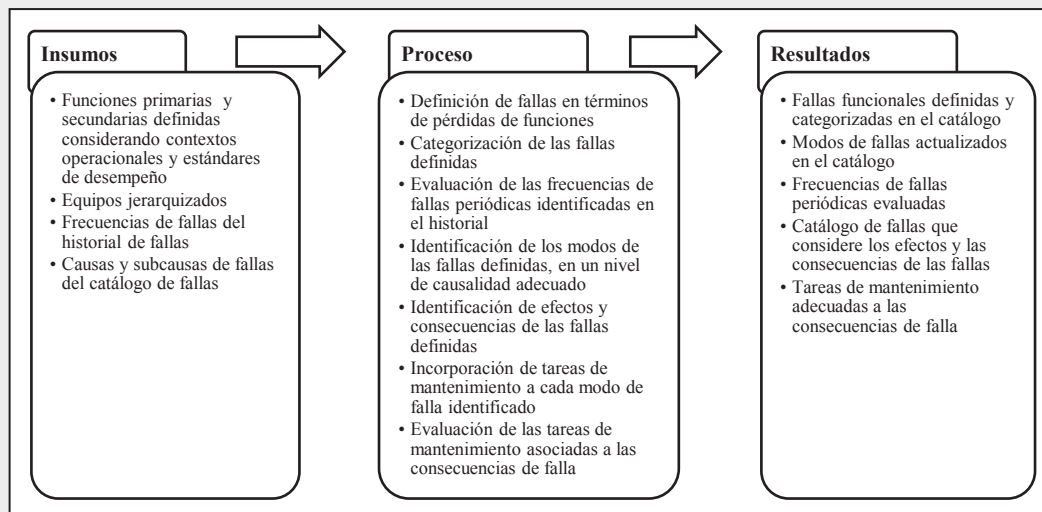 Insumos
• Funciones primarias y
secundarias definidas
considerando contextos
operacionales y estándares
de desempeño
• Equipos jerarquizados
• Frecuencias de fallas del
historial de fallas
• Causas y subcausas de fallas
del catálogo de fallas
Proceso
• Definición de fallas en términos
de pérdidas de funciones
• Categorización de las fallas
definidas
• Evaluación de las frecuencias de
fallas periódicas identificadas en
el historial
• Identificación de los modos de
las fallas definidas, en un nivel
de causalidad adecuado
• Identificación de efectos y
consecuencias de las fallas
definidas
• Incorporación de tareas de
mantenimiento a cada modo de
falla identificado
• Evaluación de las tareas de
mantenimiento asociadas a las
consecuencias de falla
Resultados
• Fallas funcionales definidas y
categorizadas en el catálogo
• Modos de fallas actualizados
en el catálogo
• Frecuencias de fallas
periódicas evaluadas
• Catálogo de fallas que
considere los efectos y las
consecuencias de las fallas
• Tareas de mantenimiento
adecuadas a las
consecuencias de falla